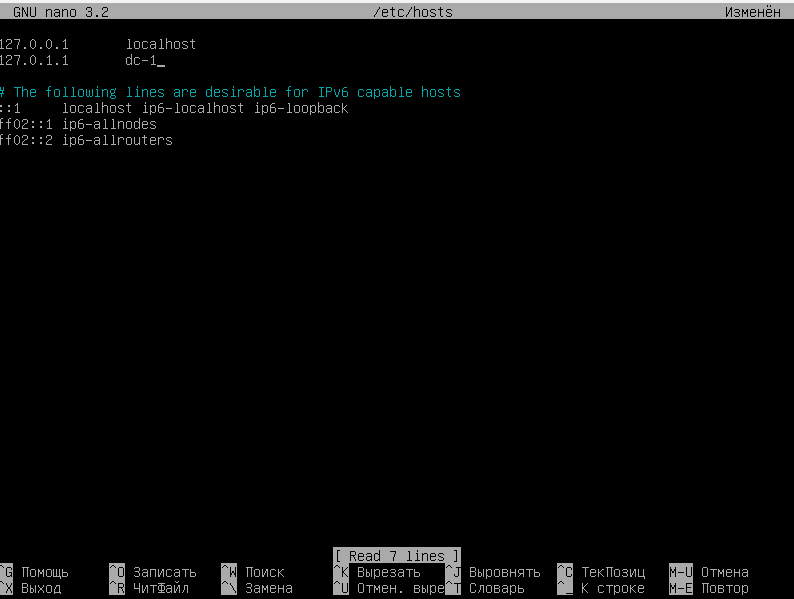 GNU nano 3.2 /etc/hosts Изменён
127.0.0.1 localhost
127.0.1.1 dc-1_
# The following lines are desirable for IPv6 capable hosts
::1 localhost ip6-localhost ip6-loopback
ff02::1 ip6-allnodes
ff02::2 ip6-allrouters
[ Read 7 lines ]
^G Помощь ^O Записать ^W Поиск ^K Вырезать ^J Выровнять ^C ТекПозиц M-U Отмена
^X Выход ^R ЧитФайл ^\ Замена ^U Отмен. выре ^T Словарь ^_ К строке M-E Повтор